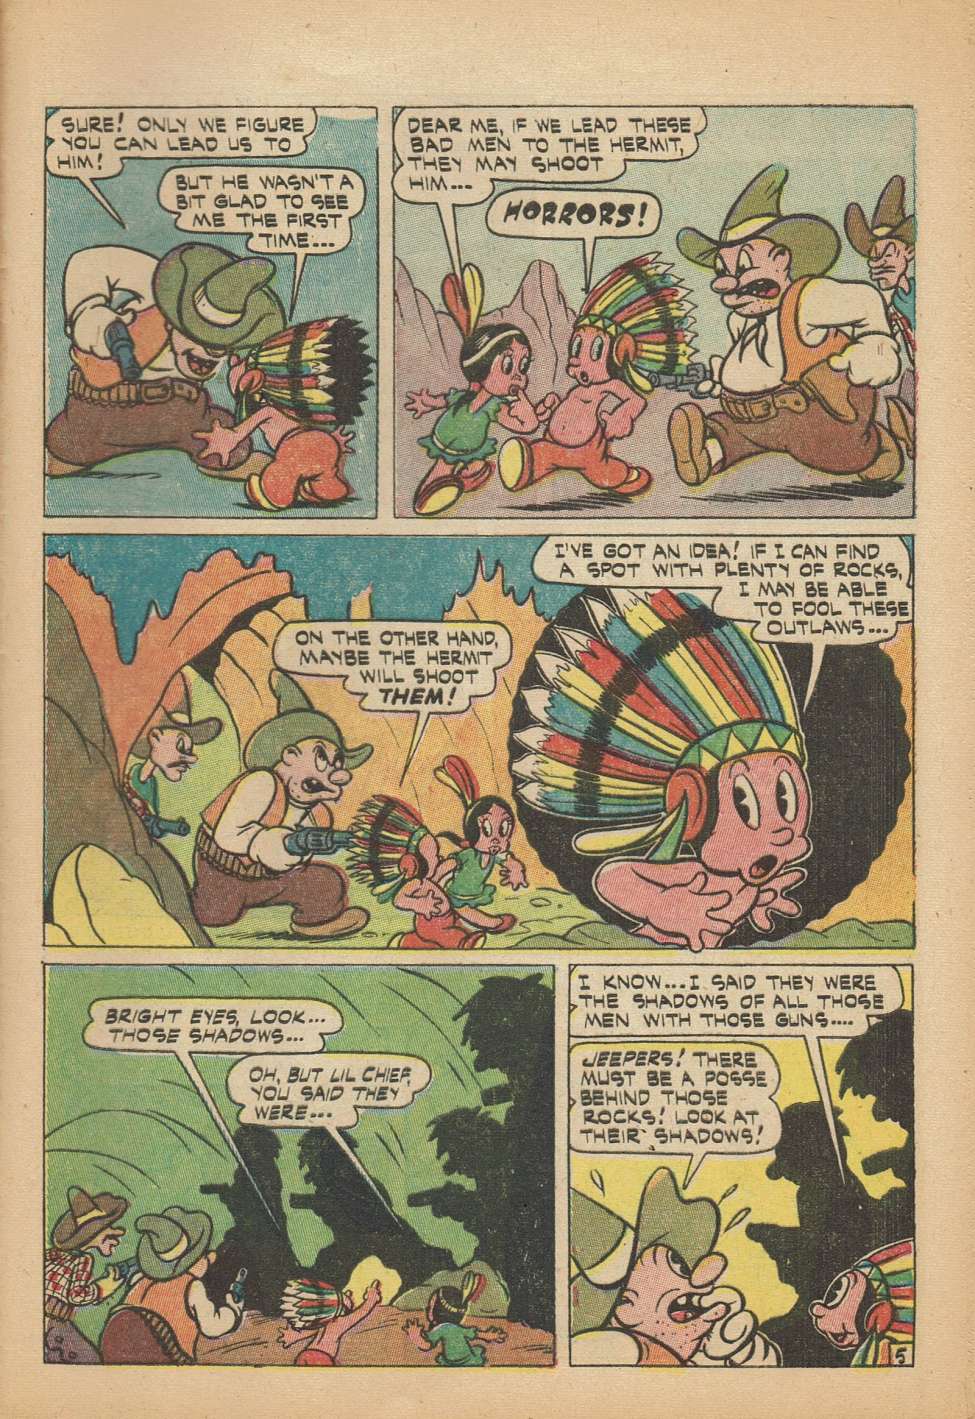 SURE! ONLY WE FIGURE
YOU CAN LEAD US TO
HIM!
BUT HE WASN'T A
BIT GLAD TO SEE
ME THE FIRST
TIME...
DEAR ME, IF WE LEAD THESE
BAD MEN TO THE HERMIT,
THEY MAY SHOOT
HIM...
HORRORS!
ON THE OTHER HAND,
MAYBE THE HERMIT
WILL SHOOT
THEM!
I'VE GOT AN IDEA! IF I CAN FIND
A SPOT WITH PLENTY OF ROCKS,
I MAY BE ABLE
TO FOOL THESE
OUTLAWS...
BRIGHT EYES, LOOK...
THOSE SHADOWS...
OH, BUT LIL CHIEF,
YOU SAID THEY
WERE...
I KNOW...I SAID THEY WERE
THE SHADOWS OF ALL THOSE
MEN WITH THOSE GUNS....
JEEPERS! THERE
MUST BE A POSSE
BEHIND THOSE
ROCKS! LOOK AT
THEIR SHADOWS!
5